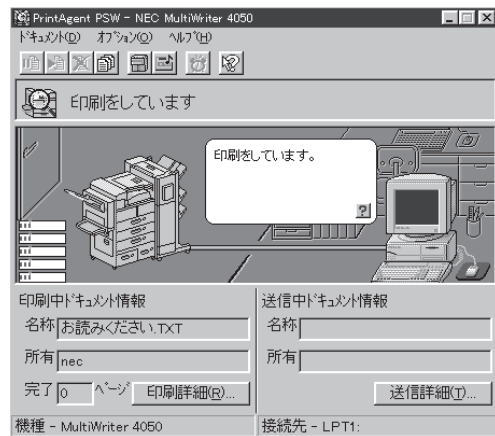 PrintAgent PSW - NEC MultiWriter 4050
ﾄﾞｷｭﾒﾝﾄ(D) ｵﾌﾟｼｮﾝ(O) ﾍﾙﾌﾟ(H)
印刷をしています
印刷をしています。
?
印刷中ﾄﾞｷｭﾒﾝﾄ情報
名称 お読みください.TXT
所有 nec
完了 0 ﾍﾟｰｼﾞ 印刷詳細(R)...
送信中ﾄﾞｷｭﾒﾝﾄ情報
名称
所有
送信詳細(T)...
機種 - MultiWriter 4050
接続先 - LPT1: